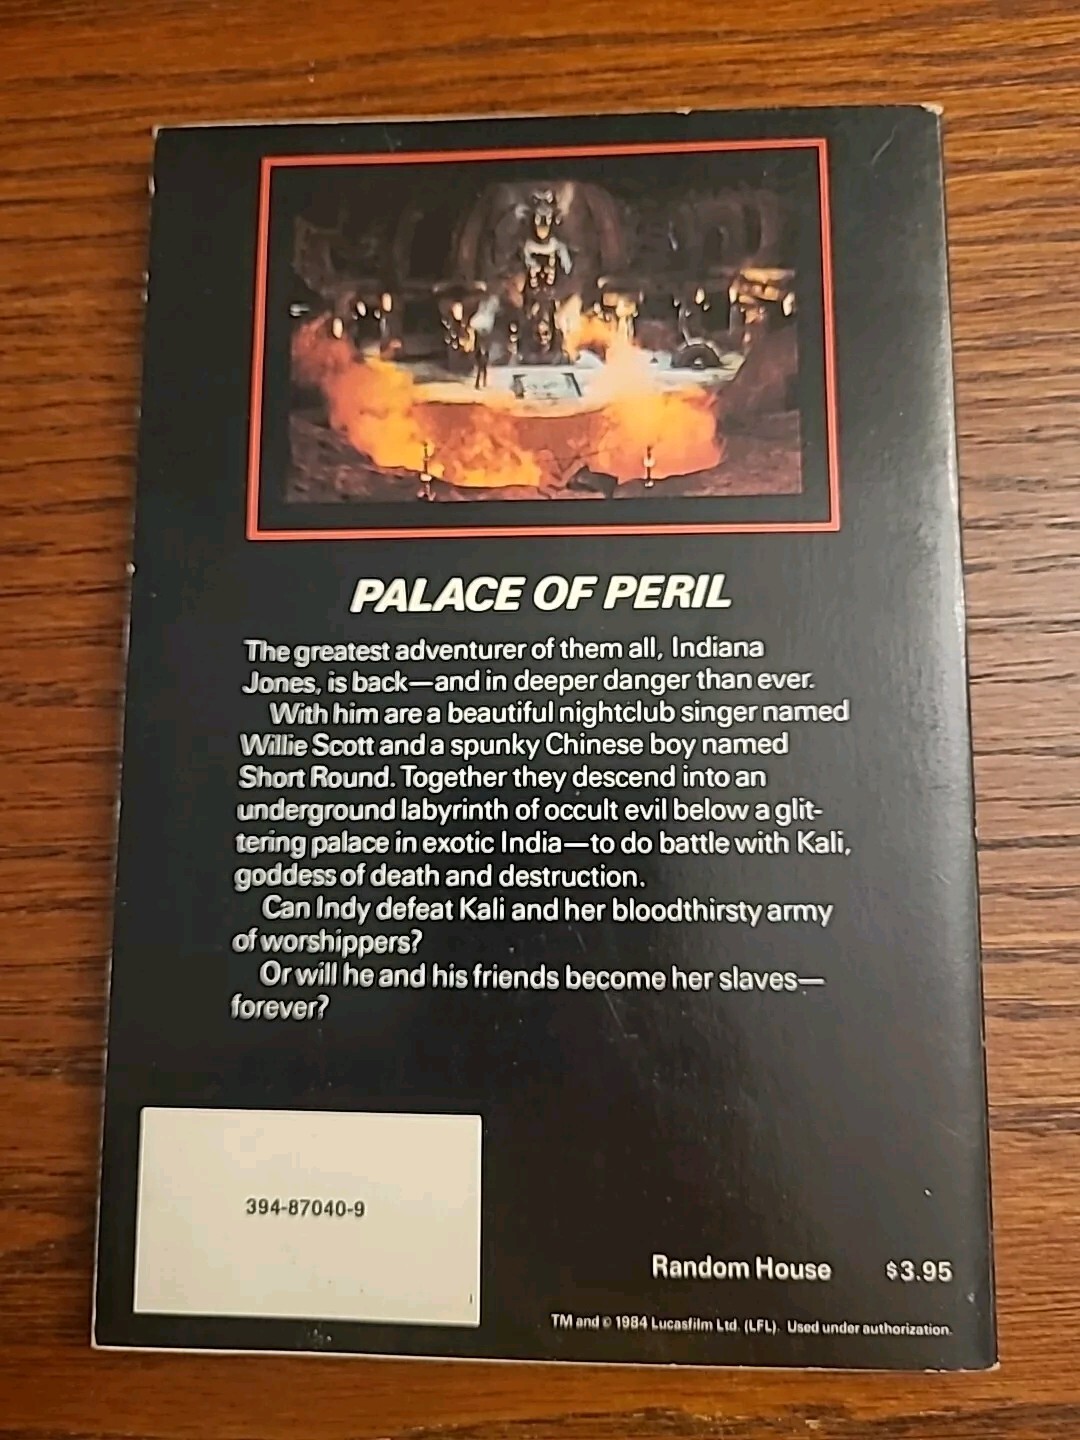 PALACE OF PERIL
The greatest adventurer of them all, Indiana
Jones, is back—and in deeper danger than ever.
With him are a beautiful nightclub singer named
Willie Scott and a spunky Chinese boy named
Short Round. Together they descend into an
underground labyrinth of occult evil below a glit-
tering palace in exotic India—to do battle with Kali,
goddess of death and destruction.
Can Indy defeat Kali and her bloodthirsty army
of worshippers?
Or will he and his friends become her slaves—
forever?
394-87040-9
Random House $3.95
TM and © 1984 Lucasfilm Ltd. (LFL). Used under authorization.